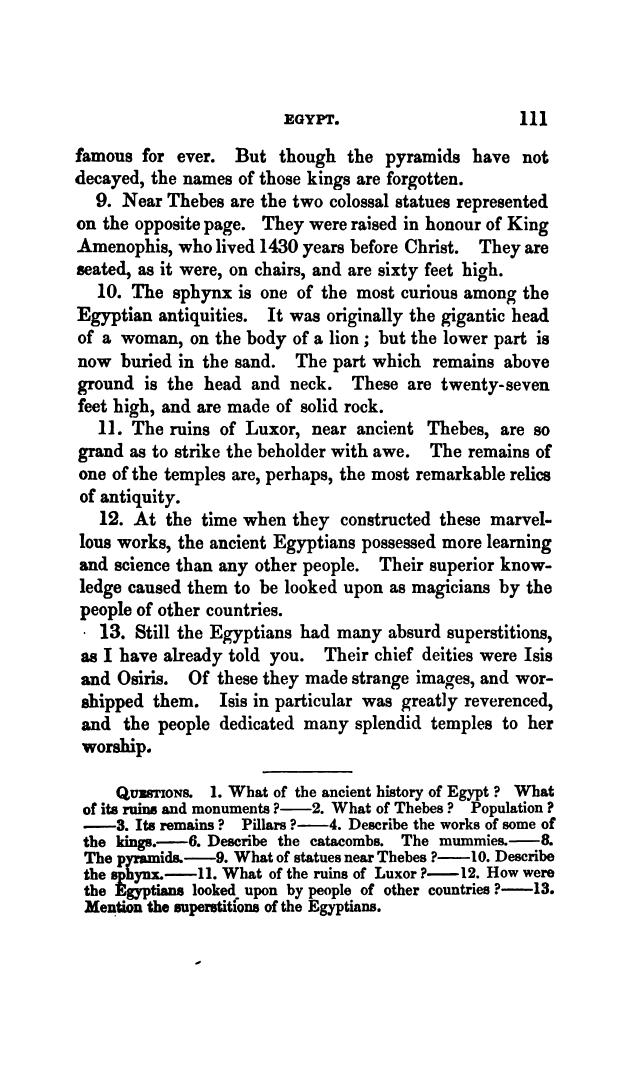 EGYPT. 111
famous for ever. But though the pyramids have not
decayed, the names of those kings are forgotten.
9. Near Thebes are the two colossal statues represented
on the opposite page. They were raised in honour of King
Amenophis, who lived 1430 years before Christ. They are
seated, as it were, on chairs, and are sixty feet high.
10. The sphynx is one of the most curious among the
Egyptian antiquities. It was originally the gigantic head
of a woman, on the body of a lion; but the lower part is
now buried in the sand. The part which remains above
ground is the head and neck. These are twenty-seven
feet high, and are made of solid rock.
11. The ruins of Luxor, near ancient Thebes, are so
grand as to strike the beholder with awe. The remains of
one of the temples are, perhaps, the most remarkable relics
of antiquity.
12. At the time when they constructed these marvel-
lous works, the ancient Egyptians possessed more learning
and science than any other people. Their superior know-
ledge caused them to be looked upon as magicians by the
people of other countries.
13. Still the Egyptians had many absurd superstitions,
as I have already told you. Their chief deities were Isis
and Osiris. Of these they made strange images, and wor-
shipped them. Isis in particular was greatly reverenced,
and the people dedicated many splendid temples to her
worship.
QUESTIONS. 1. What of the ancient history of Egypt? What
of its ruins and monuments?——2. What of Thebes? Population?
——3. Its remains? Pillars?——4. Describe the works of some of
the kings.——6. Describe the catacombs. The mummies.——8.
The pyramids.——9. What of statues near Thebes?——10. Describe
the sphynx.——11. What of the ruins of Luxor?——12. How were
the Egyptians looked upon by people of other countries?——13.
Mention the superstitions of the Egyptians.